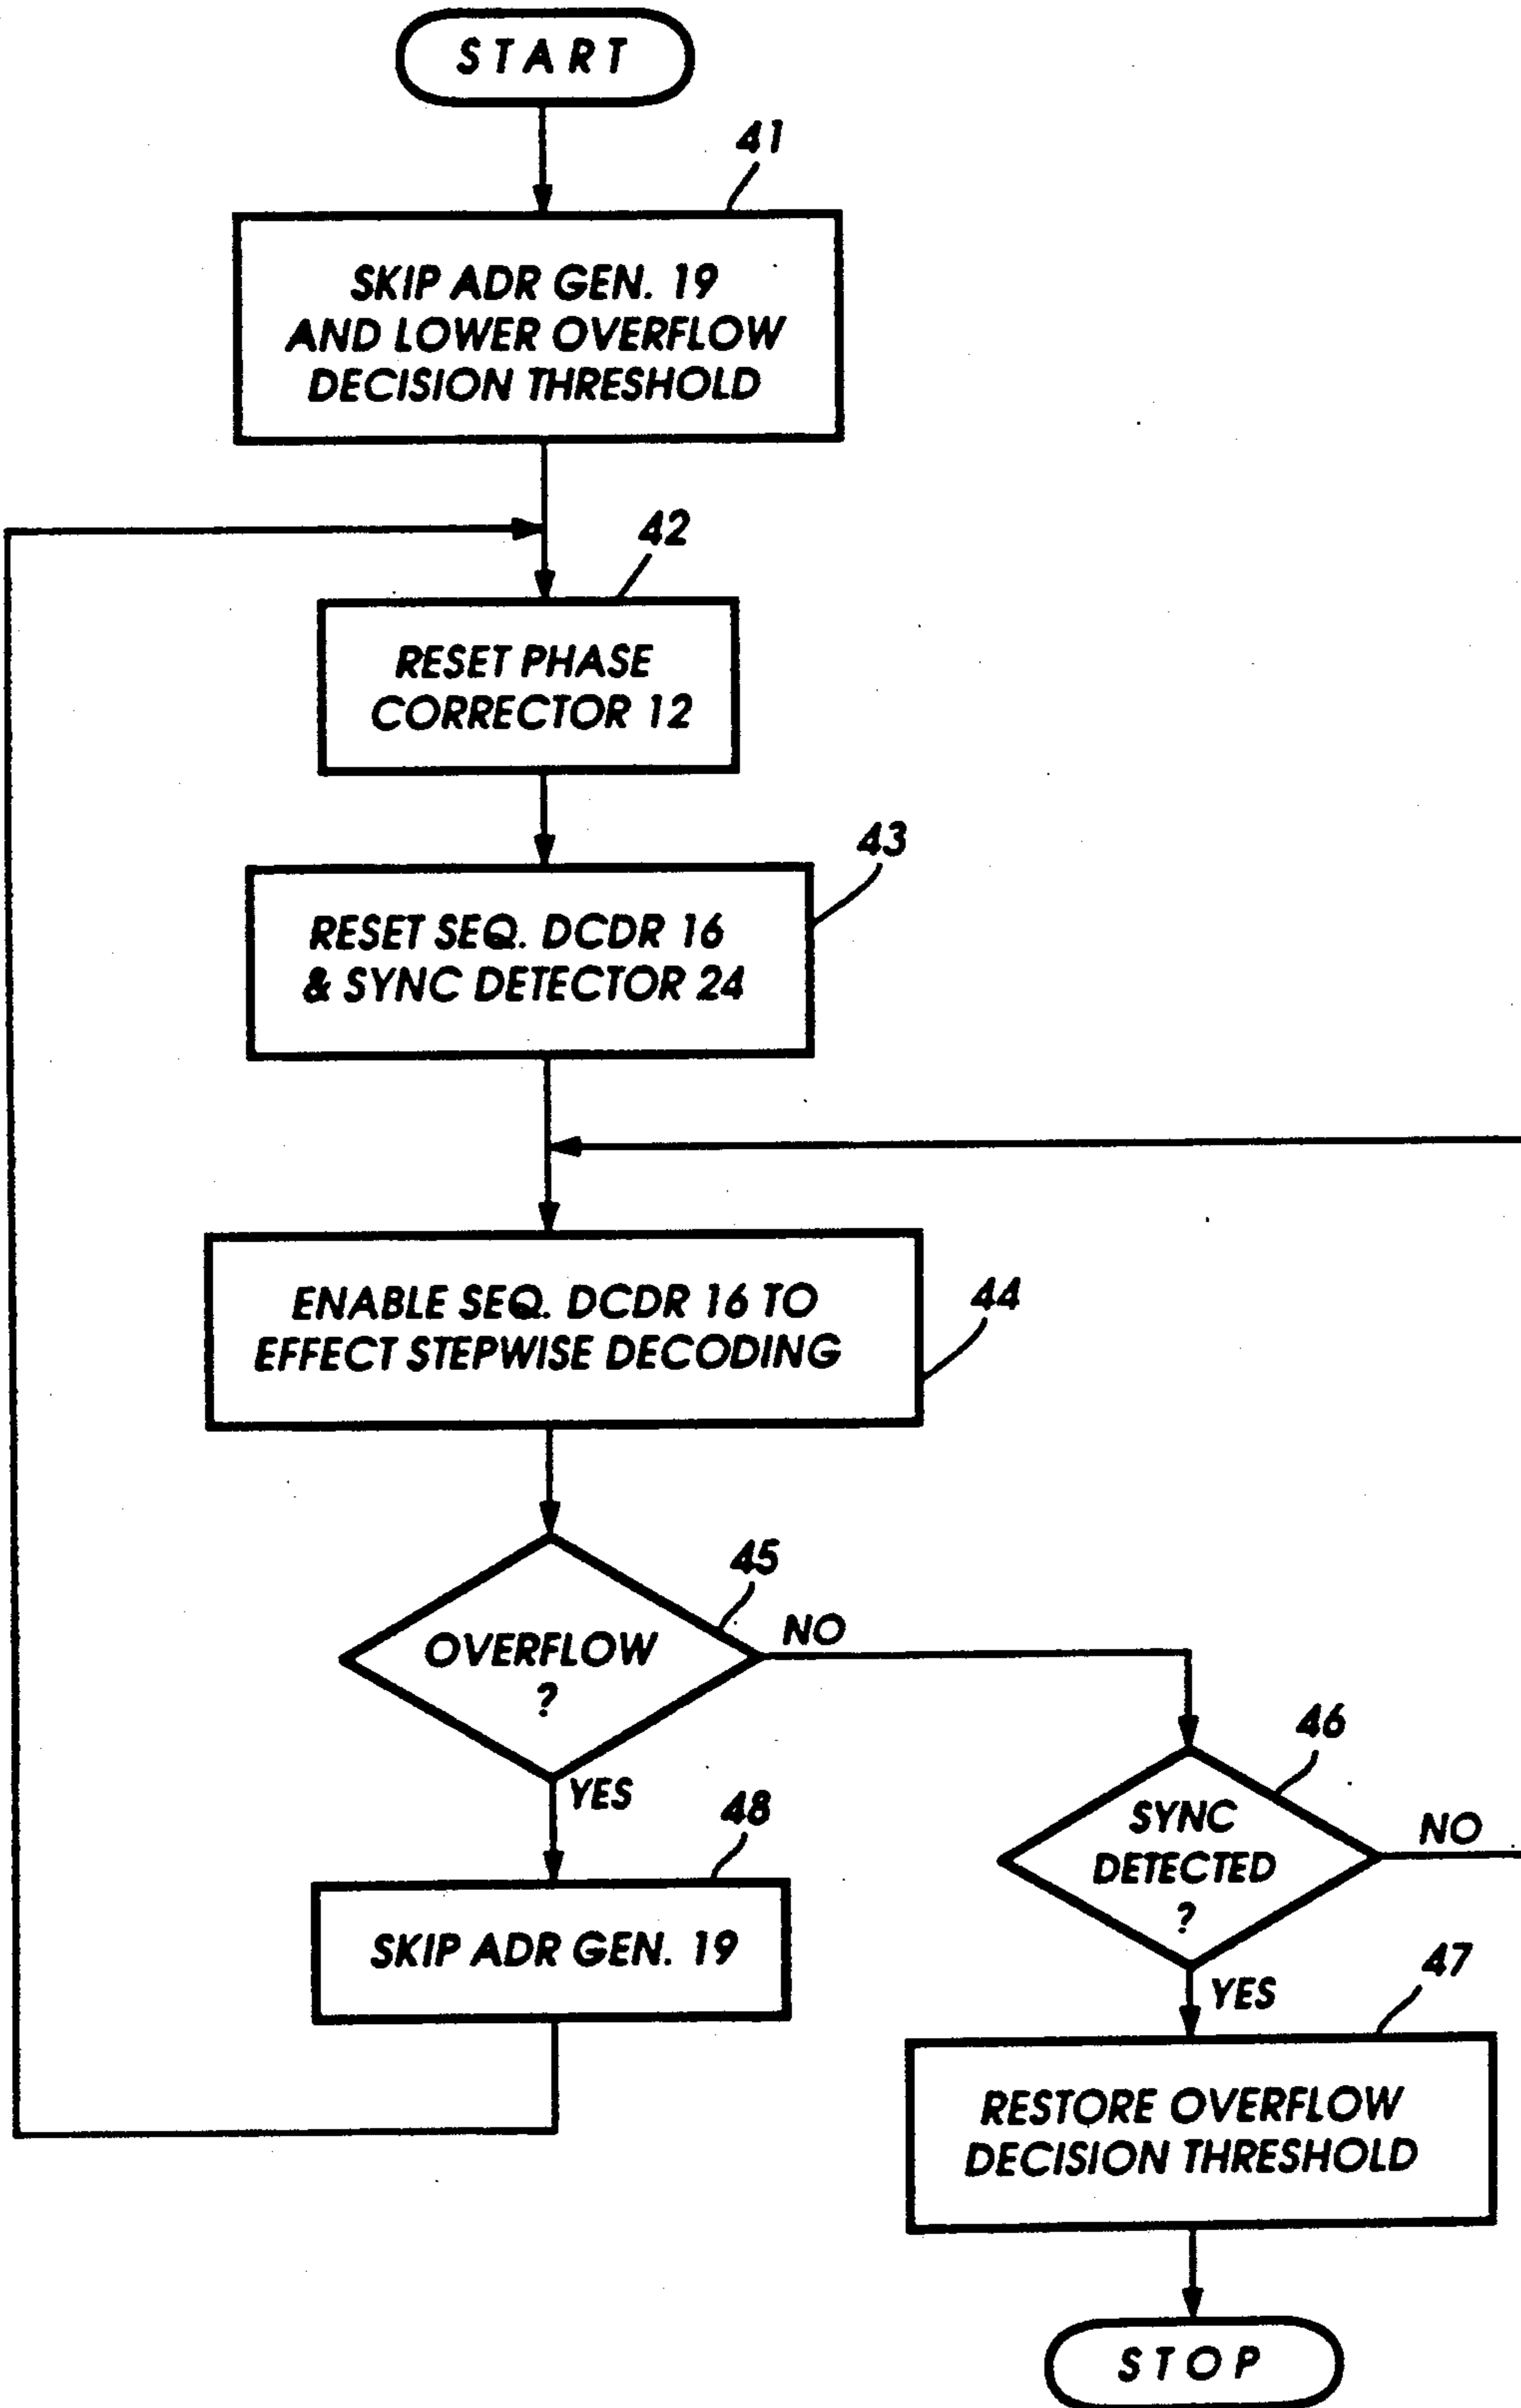 START
41
SKIP ADR GEN. 19
AND LOWER OVERFLOW
DECISION THRESHOLD
42
RESET PHASE
CORRECTOR 12
43
RESET SEQ. DCDR 16
& SYNC DETECTOR 24
44
ENABLE SEQ. DCDR 16 TO
EFFECT STEPWISE DECODING
45
OVERFLOW
?
NO
YES
46
SYNC
DETECTED
?
NO
YES
48
SKIP ADR GEN. 19
47
RESTORE OVERFLOW
DECISION THRESHOLD
STOP